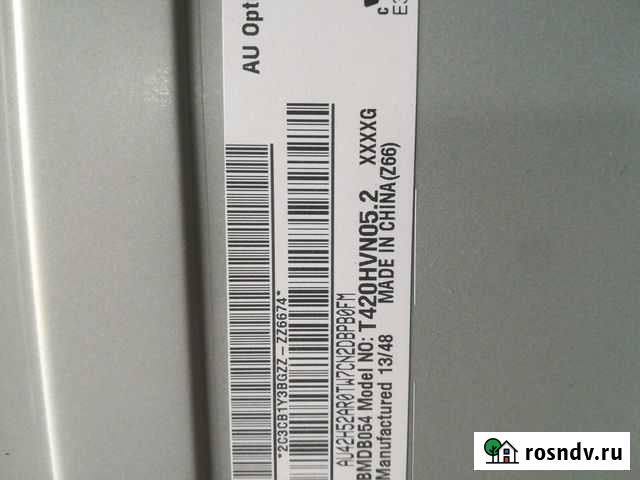 AU Opt
*2C3CB1Y3BGZZ-ZZ6674*
AU42H52AR0TW7CN2DBPB0FM
BMDB054 Model NO: T420HVN05.2 XXXXG
Manufactured 13/48 MADE IN CHINA(Z66)
rosndv.ru